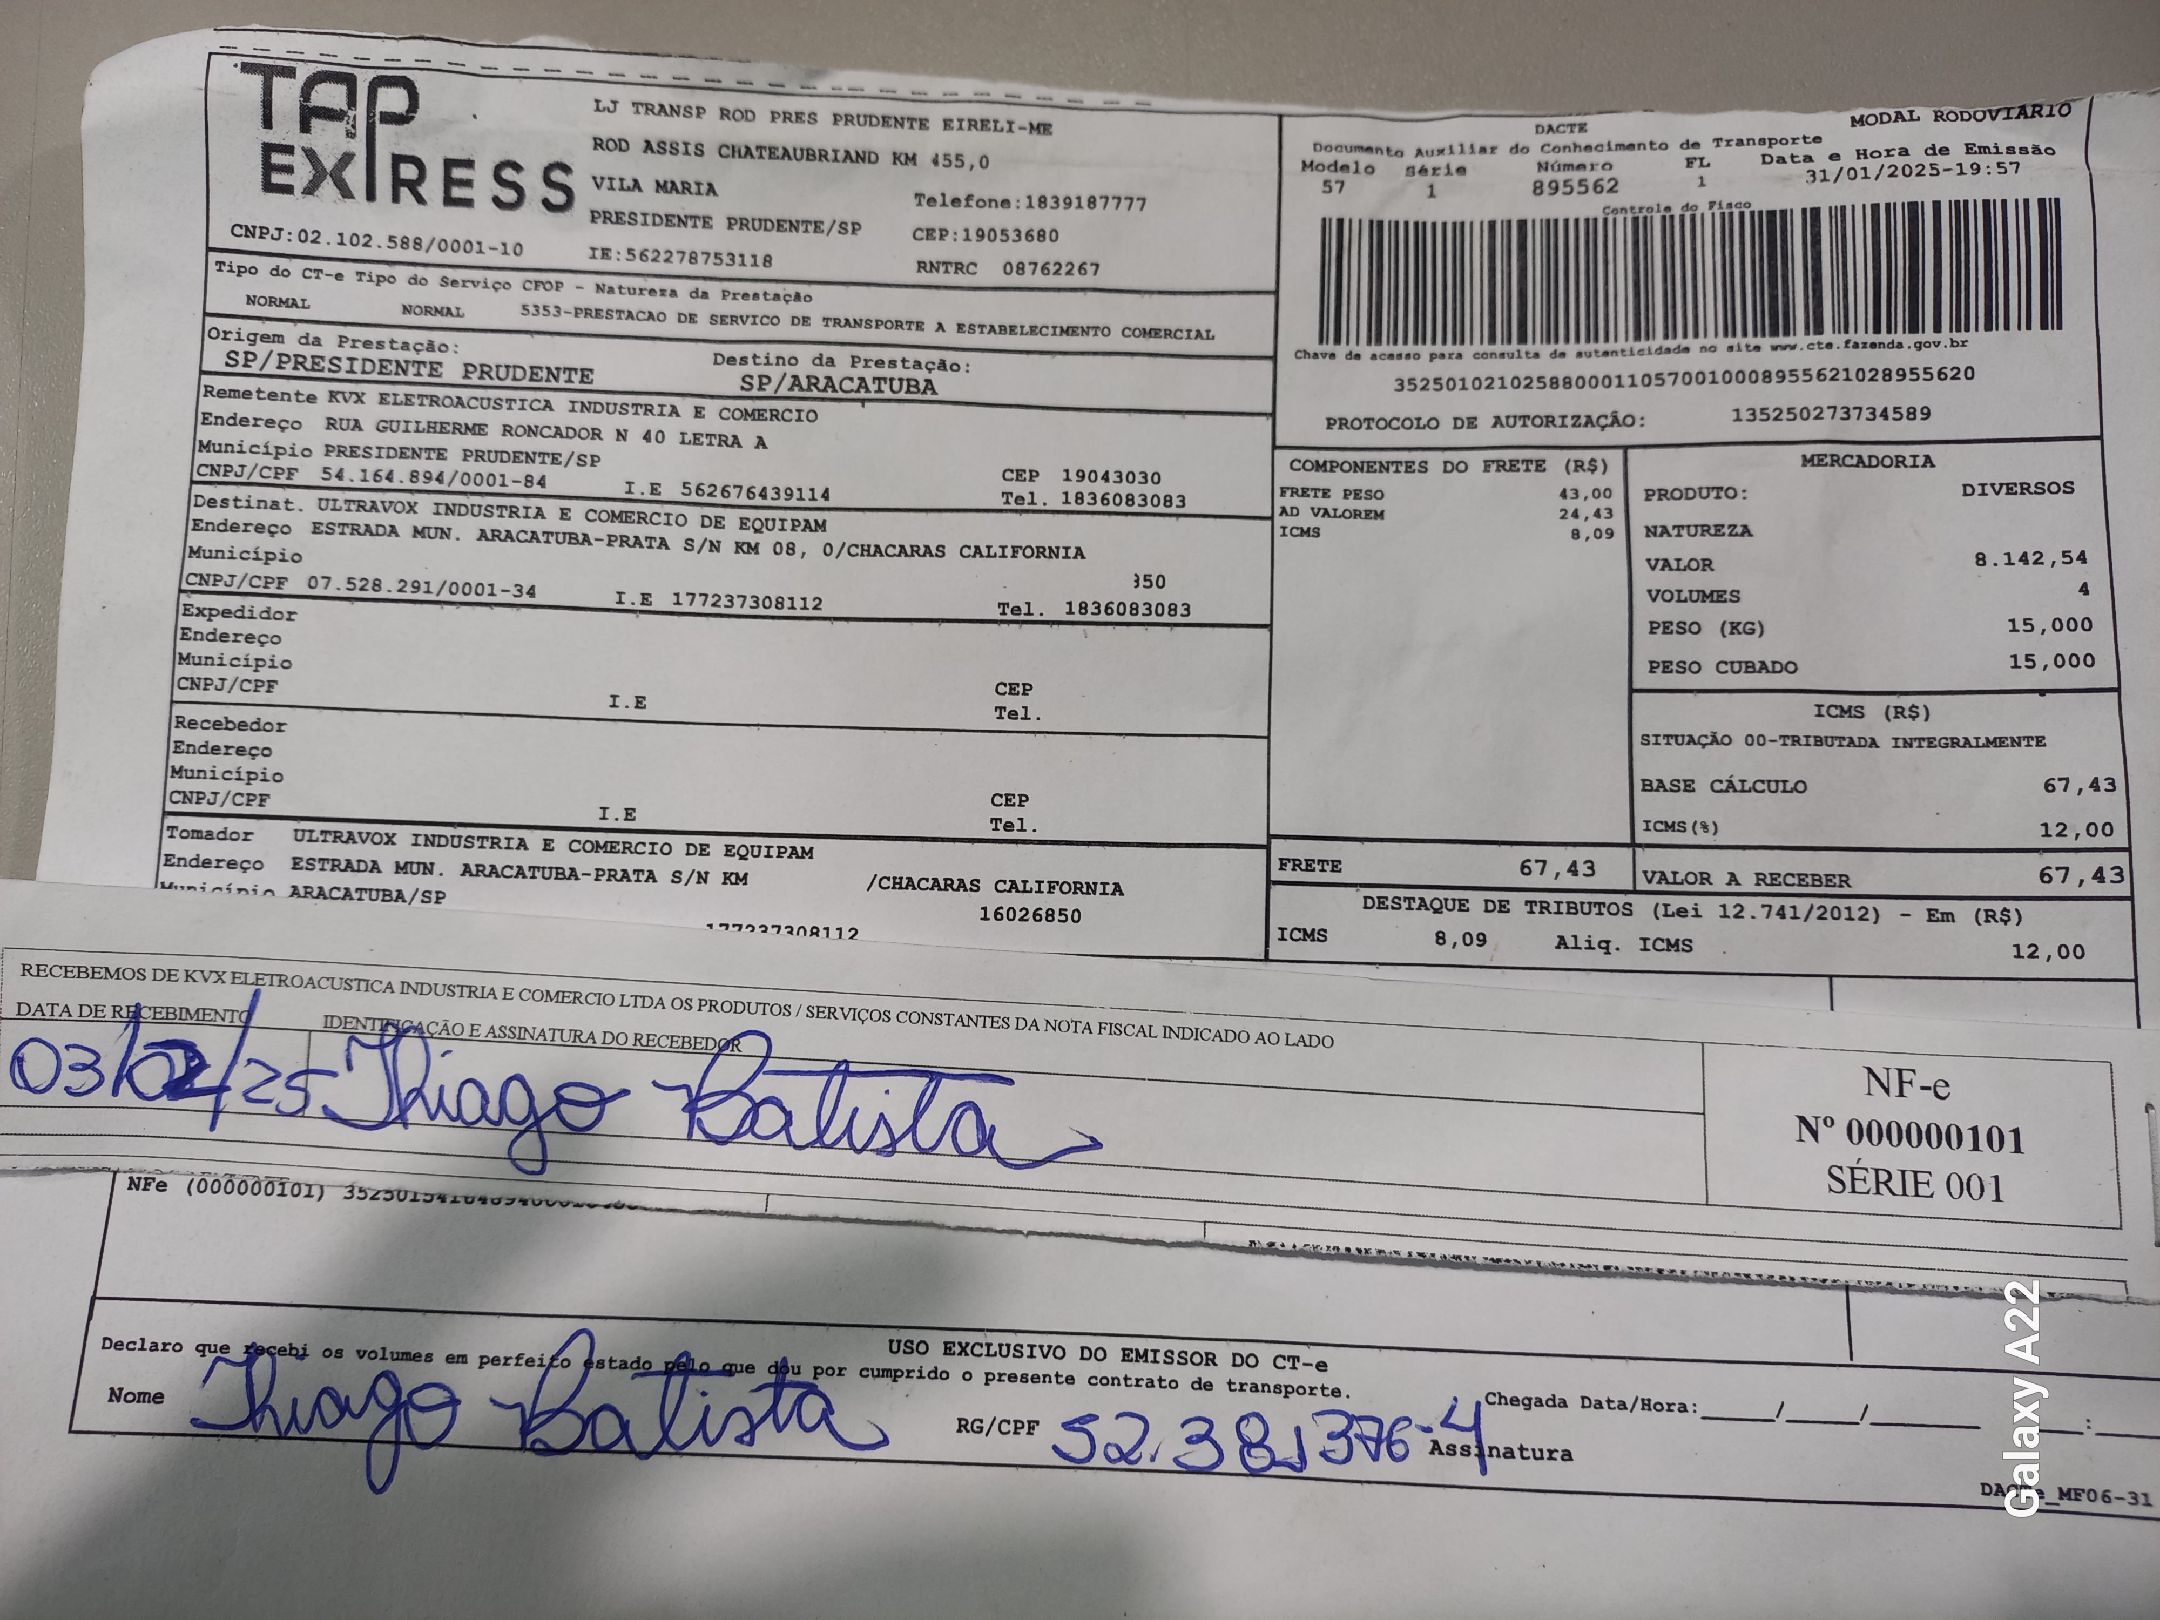 TAP
EXPRESS
CNPJ:02.102.588/0001-10
LJ TRANSP ROD PRES PRUDENTE EIRELI-ME
ROD ASSIS CHATEAUBRIAND KM 455,0
VILA MARIA
Telefone:1839187777
PRESIDENTE PRUDENTE/SP
CEP:19053680
IE:562278753118
RNTRC 08762267
DACTE
MODAL RODOVIARIO
Documento Auxiliar do Conhecimento de Transporte
Modelo Série Número FL Data e Hora de Emissão
57 1 895562 1 31/01/2025-19:57
Controle do Fisco
Chave de acesso para consulta de autenticidade no site www.cte.fazenda.gov.br
35250102102588000110570010008955621028955620
PROTOCOLO DE AUTORIZAÇÃO: 135250273734589
Tipo do CT-e Tipo do Serviço CFOP - Natureza da Prestação
NORMAL NORMAL 5353-PRESTACAO DE SERVICO DE TRANSPORTE A ESTABELECIMENTO COMERCIAL
Origem da Prestação: Destino da Prestação:
SP/PRESIDENTE PRUDENTE SP/ARACATUBA
Remetente KVX ELETROACUSTICA INDUSTRIA E COMERCIO
Endereço RUA GUILHERME RONCADOR N 40 LETRA A
Município PRESIDENTE PRUDENTE/SP CEP 19043030
CNPJ/CPF 54.164.894/0001-84 I.E 562676439114 Tel. 1836083083
Destinat. ULTRAVOX INDUSTRIA E COMERCIO DE EQUIPAM
Endereço ESTRADA MUN. ARACATUBA-PRATA S/N KM 08, 0/CHACARAS CALIFORNIA
Município 350
CNPJ/CPF 07.528.291/0001-34 I.E 177237308112 Tel. 1836083083
Expedidor
Endereço
Município CEP
CNPJ/CPF I.E Tel.
Recebedor
Endereço
Município CEP
CNPJ/CPF I.E Tel.
Tomador ULTRAVOX INDUSTRIA E COMERCIO DE EQUIPAM
Endereço ESTRADA MUN. ARACATUBA-PRATA S/N KM /CHACARAS CALIFORNIA
Município ARACATUBA/SP 16026850
177237308112
COMPONENTES DO FRETE (R$)
FRETE PESO 43,00
AD VALOREM 24,43
ICMS 8,09
FRETE 67,43
MERCADORIA
PRODUTO: DIVERSOS
NATUREZA
VALOR 8.142,54
VOLUMES 4
PESO (KG) 15,000
PESO CUBADO 15,000
ICMS (R$)
SITUAÇÃO 00-TRIBUTADA INTEGRALMENTE
BASE CÁLCULO 67,43
ICMS(%) 12,00
VALOR A RECEBER 67,43
DESTAQUE DE TRIBUTOS (Lei 12.741/2012) - Em (R$)
ICMS 8,09 Aliq. ICMS 12,00
RECEBEMOS DE KVX ELETROACUSTICA INDUSTRIA E COMERCIO LTDA OS PRODUTOS / SERVIÇOS CONSTANTES DA NOTA FISCAL INDICADO AO LADO
DATA DE RECEBIMENTO IDENTIFICAÇÃO E ASSINATURA DO RECEBEDOR
03/02/25 Thiago Batista
NF-e
Nº 000000101
SÉRIE 001
NFe (000000101)
USO EXCLUSIVO DO EMISSOR DO CT-e
Declaro que recebi os volumes em perfeito estado pelo que dou por cumprido o presente contrato de transporte.
Nome Thiago Batista RG/CPF 52.381376-4 Assinatura
Chegada Data/Hora:_____/_____/________ ___:
MF06-31
Galaxy A22